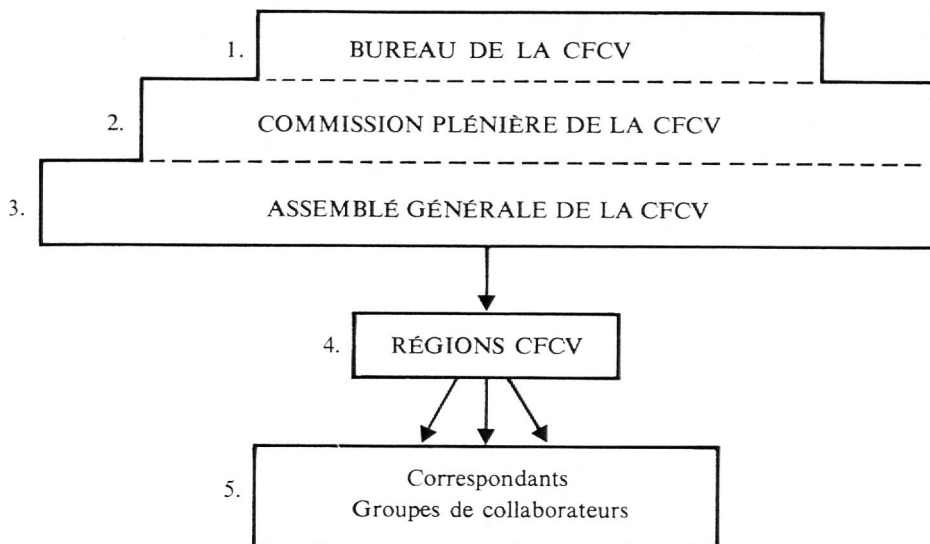 1. BUREAU DE LA CFCV
2. COMMISSION PLÉNIÈRE DE LA CFCV
3. ASSEMBLÉ GÉNÉRALE DE LA CFCV
4. RÉGIONS CFCV
5. Correspondants
Groupes de collaborateurs